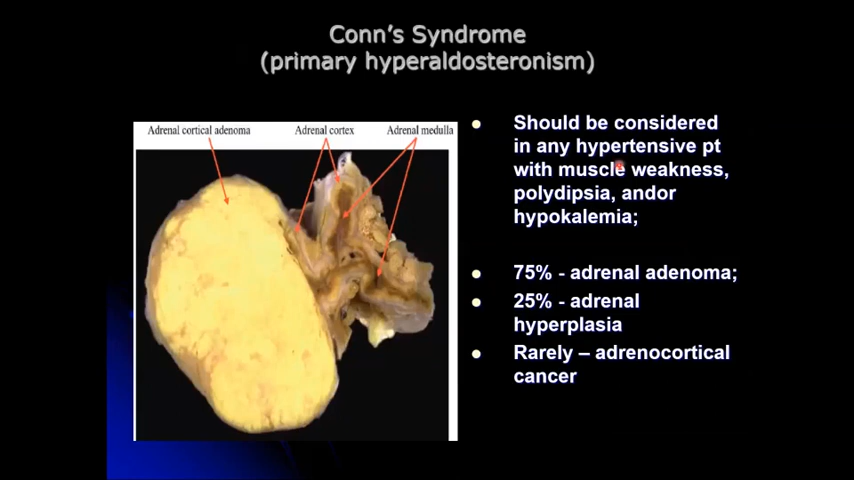 Conn's Syndrome
(primary hyperaldosteronism)
Adrenal cortical adenoma
Adrenal cortex
Adrenal medulla
Should be considered
in any hypertensive pt
with muscle weakness,
polydipsia, andor
hypokalemia;
75% - adrenal adenoma;
25% - adrenal
hyperplasia
Rarely – adrenocortical
cancer